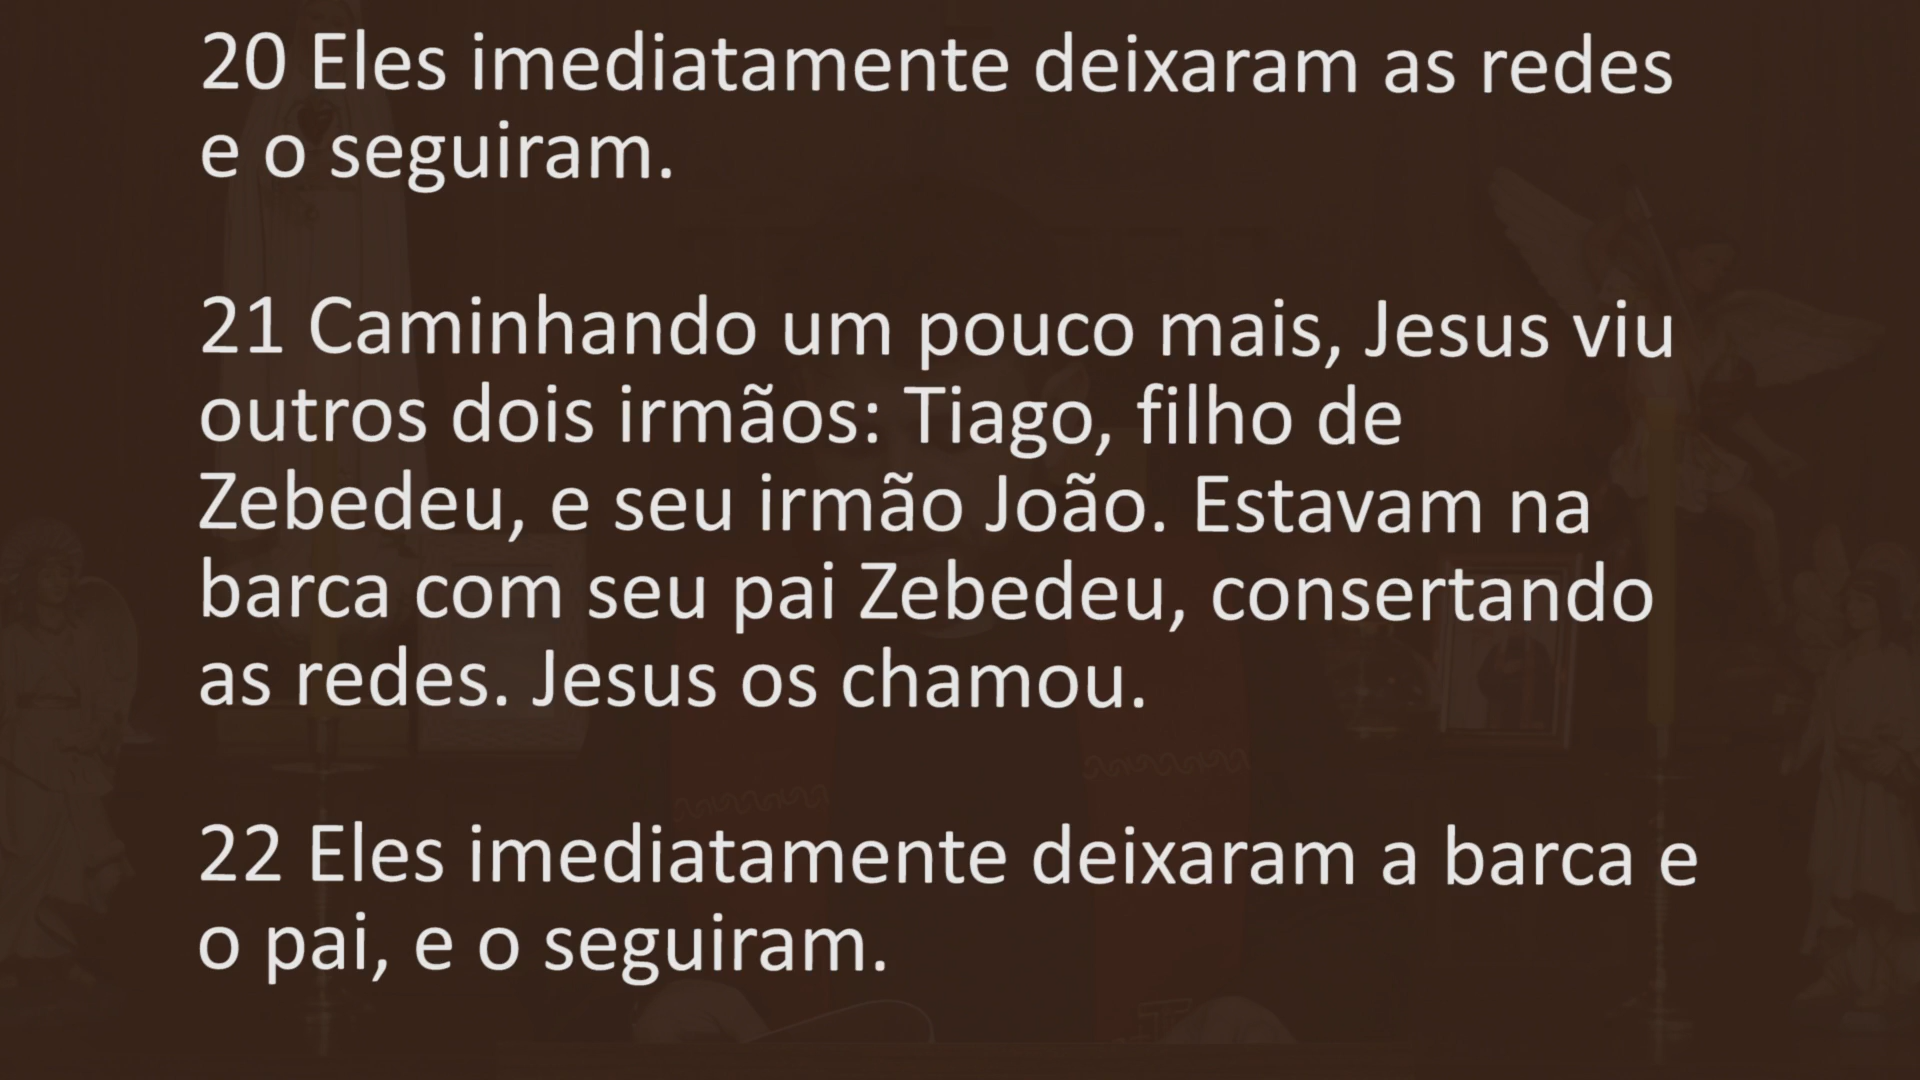 20 Eles imediatamente deixaram as redes
e o seguiram.
21 Caminhando um pouco mais, Jesus viu
outros dois irmãos: Tiago, filho de
Zebedeu, e seu irmão João. Estavam na
barca com seu pai Zebedeu, consertando
as redes. Jesus os chamou.
22 Eles imediatamente deixaram a barca e
o pai, e o seguiram.